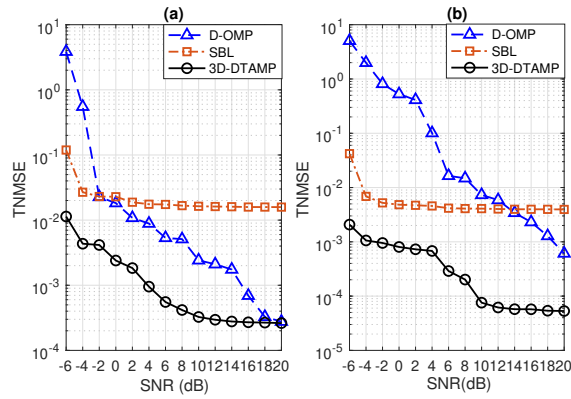 (a)
TNMSE
10^1
10^0
10^-1
10^-2
10^-3
10^-4
D-OMP
SBL
3D-DTAMP
-6 -4 -2 0 2 4 6 8 10 12 14 16 18 20
SNR (dB)
(b)
TNMSE
10^1
10^0
10^-1
10^-2
10^-3
10^-4
10^-5
D-OMP
SBL
3D-DTAMP
-6 -4 -2 0 2 4 6 8 10 12 14 16 18 20
SNR(dB)